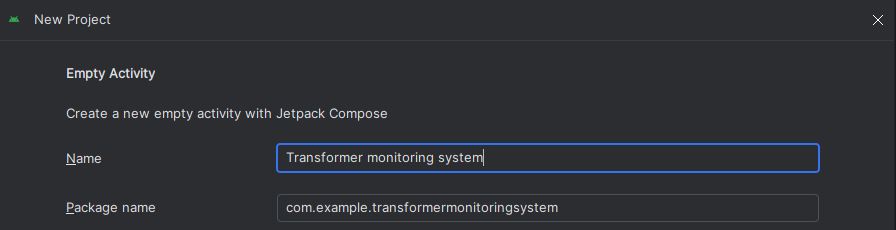 New Project
Empty Activity
Create a new empty activity with Jetpack Compose
Name Transformer monitoring system
Package name com.example.transformermonitoringsystem